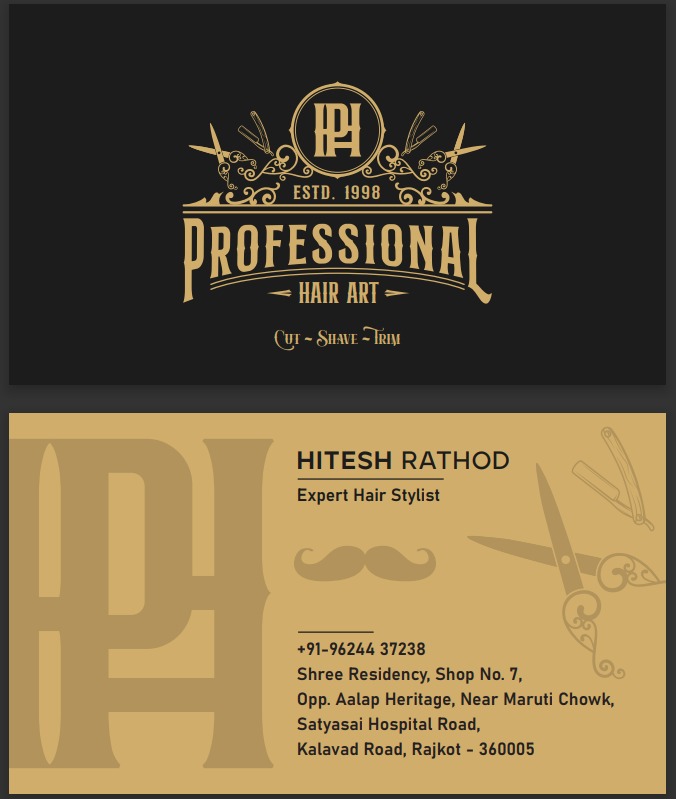 PH
ESTD. 1998
PROFESSIONAL
HAIR ART
Cut ~ Shave ~ Trim
PH
HITESH RATHOD
Expert Hair Stylist
+91-96244 37238
Shree Residency, Shop No. 7,
Opp. Aalap Heritage, Near Maruti Chowk,
Satyasai Hospital Road,
Kalavad Road, Rajkot - 360005